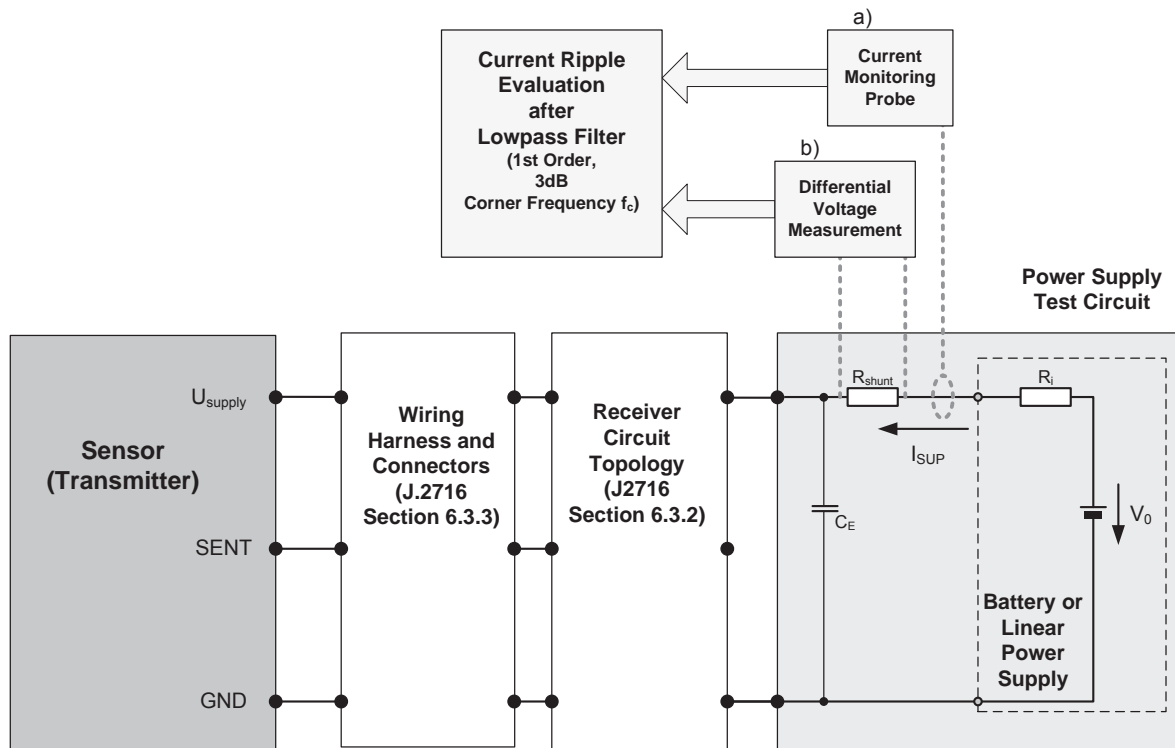 a)
Current Ripple
Evaluation
after
Lowpass Filter
(1st Order,
3dB
Corner Frequency fc)
Current
Monitoring
Probe
b)
Differential
Voltage
Measurement
Power Supply
Test Circuit
Usupply
Sensor
(Transmitter)
SENT
GND
Wiring
Harness and
Connectors
(J.2716
Section 6.3.3)
Receiver
Circuit
Topology
(J2716
Section 6.3.2)
Rshunt
Ri
ISUP
CE
V0
Battery or
Linear
Power
Supply